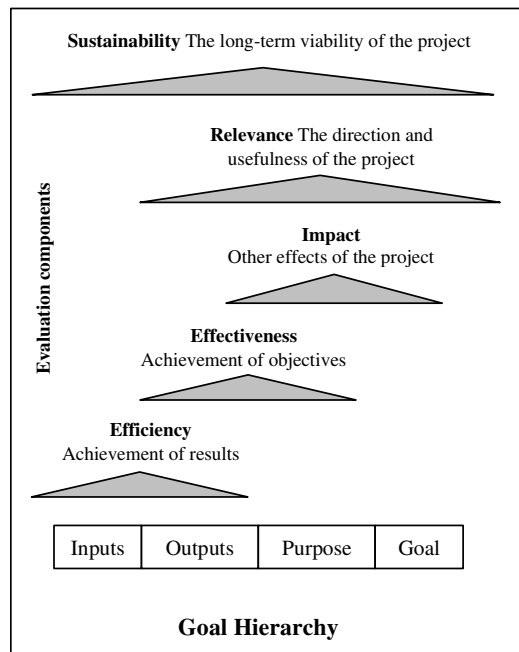 Sustainability The long-term viability of the project
Relevance The direction and
usefulness of the project
Impact
Other effects of the project
Evaluation components
Effectiveness
Achievement of objectives
Efficiency
Achievement of results
Inputs Outputs Purpose Goal
Goal Hierarchy